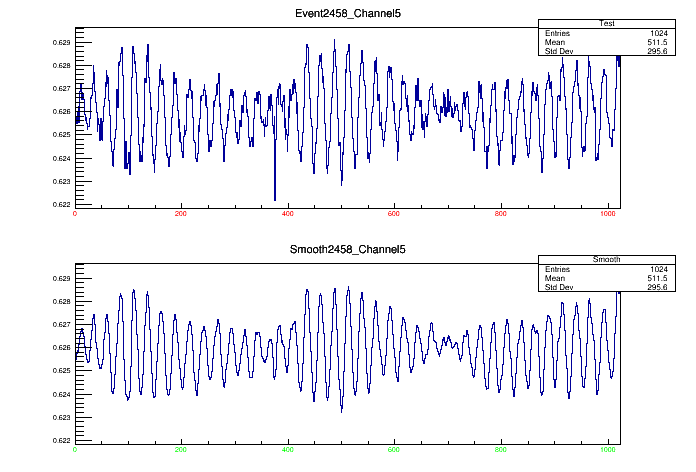 Event2458_Channel5
Test
Entries 1024
Mean 511.5
Std Dev 295.6
0.629
0.628
0.627
0.626
0.625
0.624
0.623
0.622
0 200 400 600 800 1000
Smooth2458_Channel5
Smooth
Entries 1024
Mean 511.5
Std Dev 295.6
0.629
0.628
0.627
0.626
0.625
0.624
0.623
0.622
0 200 400 600 800 1000